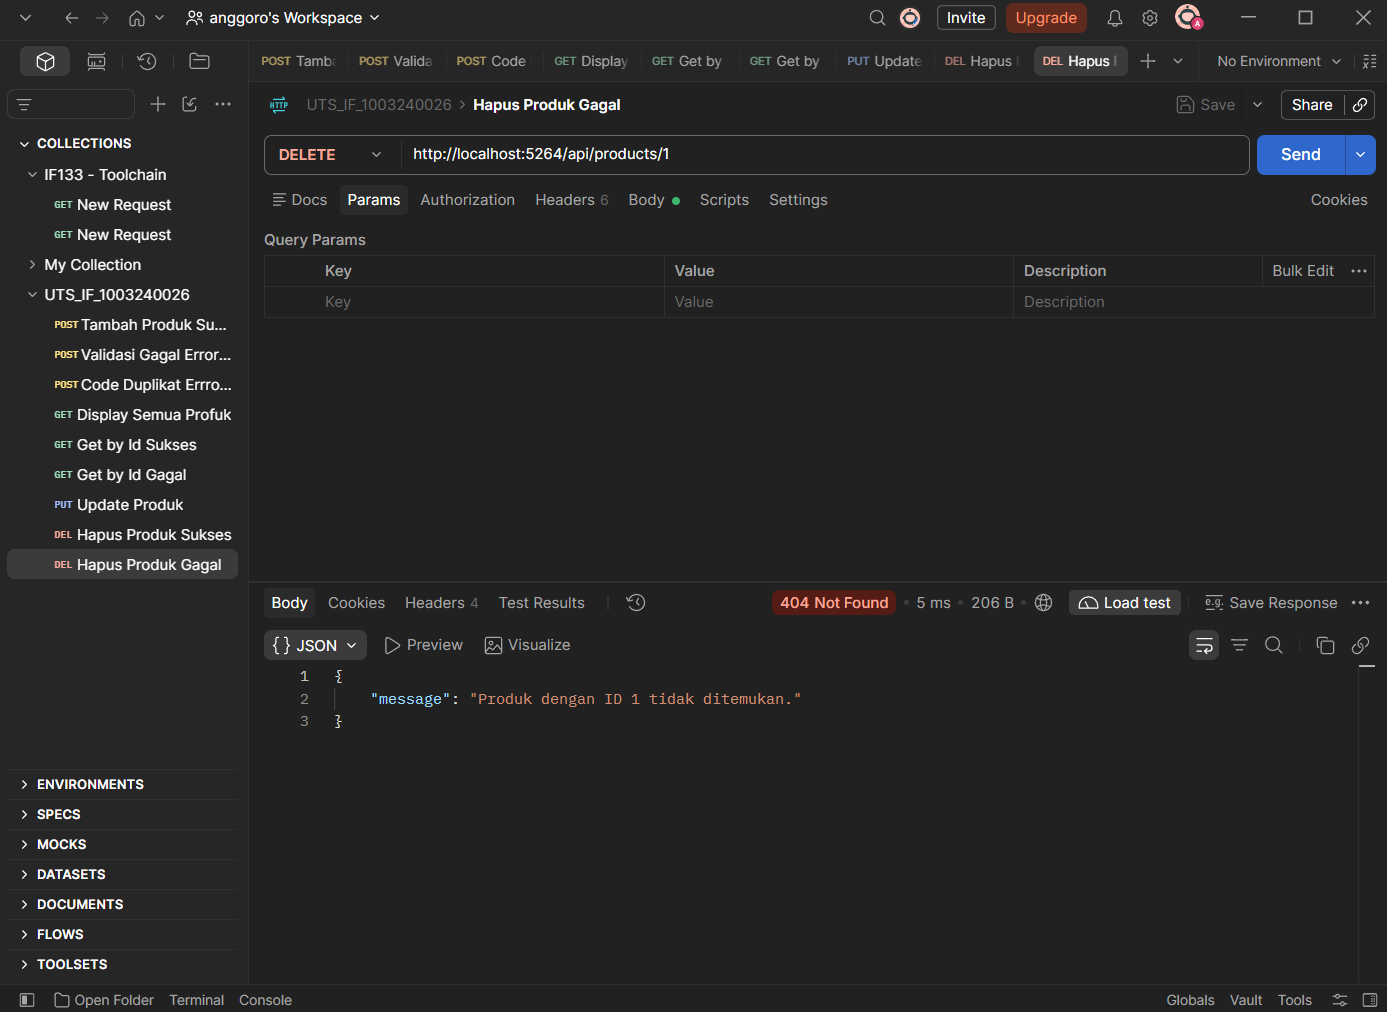 anggoro's Workspace
Invite
Upgrade
POST Tamba
POST Valida
POST Code
GET Display
GET Get by
GET Get by
PUT Update
DEL Hapus
DEL Hapus
No Environment
HTTP
UTS_IF_1003240026 > Hapus Produk Gagal
Save
Share
COLLECTIONS
IF133 - Toolchain
GET New Request
GET New Request
My Collection
UTS_IF_1003240026
POST Tambah Produk Su...
POST Validasi Gagal Error...
POST Code Duplikat Errro...
GET Display Semua Profuk
GET Get by Id Sukses
GET Get by Id Gagal
PUT Update Produk
DEL Hapus Produk Sukses
DEL Hapus Produk Gagal
ENVIRONMENTS
SPECS
MOCKS
DATASETS
DOCUMENTS
FLOWS
TOOLSETS
DELETE
http://localhost:5264/api/products/1
Send
Docs
Params
Authorization
Headers 6
Body
Scripts
Settings
Cookies
Query Params
Key
Value
Description
Bulk Edit
Key
Value
Description
Body
Cookies
Headers 4
Test Results
404 Not Found
5 ms
206 B
Load test
e.g.
Save Response
{} JSON
Preview
Visualize
1 {
2 "message": "Produk dengan ID 1 tidak ditemukan."
3 }
Open Folder
Terminal
Console
Globals
Vault
Tools